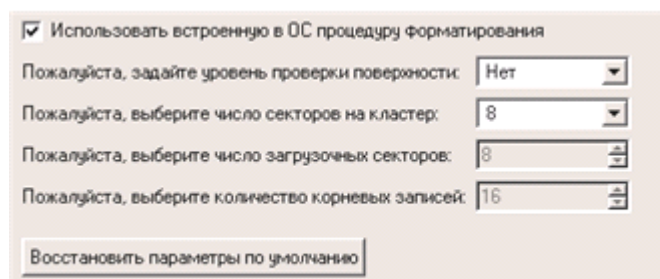 Использовать встроенную в ОС процедуру форматирования
Пожалуйста, задайте уровень проверки поверхности: Нет
Пожалуйста, выберите число секторов на кластер: 8
Пожалуйста, выберите число загрузочных секторов: 8
Пожалуйста, выберите количество корневых записей: 16
Восстановить параметры по умолчанию